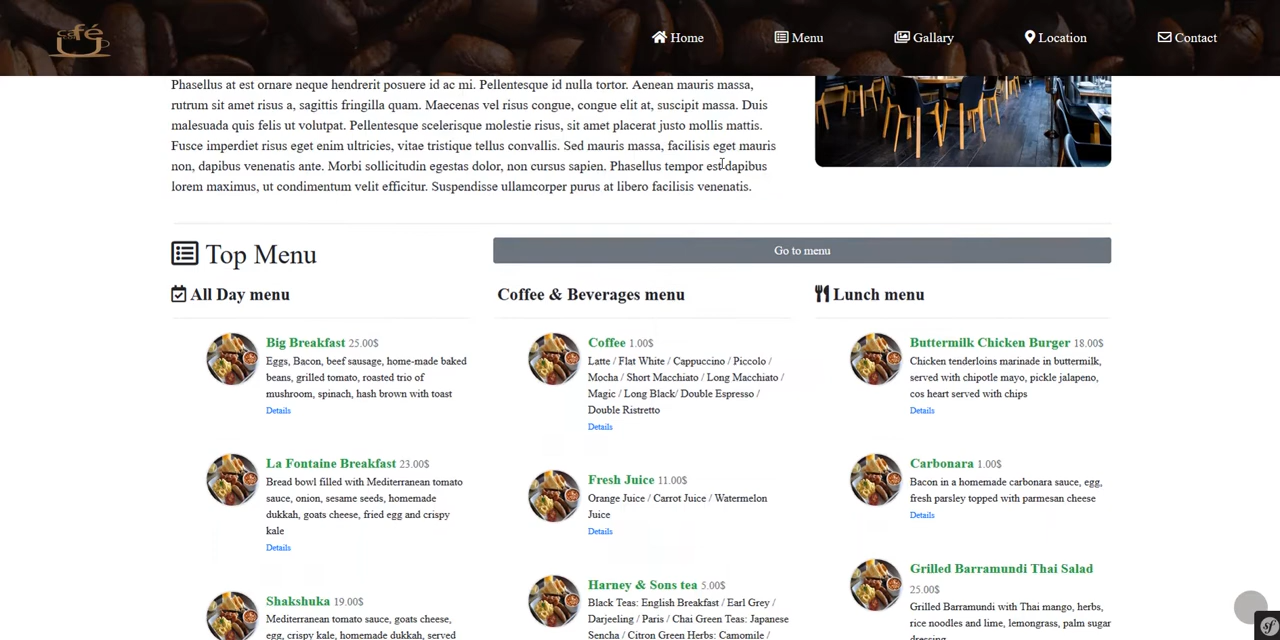 café
Home
Menu
Gallary
Location
Contact
Phasellus at est ornare neque hendrerit posuere id ac mi. Pellentesque id nulla tortor. Aenean mauris massa,
rutrum sit amet risus a, sagittis fringilla quam. Maecenas vel risus congue, congue elit at, suscipit massa. Duis
malesuada quis felis ut volutpat. Pellentesque scelerisque molestie risus, sit amet placerat justo mollis mattis.
Fusce imperdiet risus eget enim ultricies, vitae tristique tellus convallis. Sed mauris massa, facilisis eget mauris
non, dapibus venenatis ante. Morbi sollicitudin egestas dolor, non cursus sapien. Phasellus tempor est dapibus
lorem maximus, ut condimentum velit efficitur. Suspendisse ullamcorper purus at libero facilisis venenatis.
Top Menu
Go to menu
All Day menu
Big Breakfast 25.00$
Eggs, Bacon, beef sausage, home-made baked
beans, grilled tomato, roasted trio of
mushroom, spinach, hash brown with toast
Details
La Fontaine Breakfast 23.00$
Bread bowl filled with Mediterranean tomato
sauce, onion, sesame seeds, homemade
dukkah, goats cheese, fried egg and crispy
kale
Details
Shakshuka 19.00$
Mediterranean tomato sauce, goats cheese,
egg, crispy kale, homemade dukkah, served
Coffee & Beverages menu
Coffee 1.00$
Latte / Flat White / Cappuccino / Piccolo /
Mocha / Short Macchiato / Long Macchiato /
Magic / Long Black/ Double Espresso /
Double Ristretto
Details
Fresh Juice 11.00$
Orange Juice / Carrot Juice / Watermelon
Juice
Details
Harney & Sons tea 5.00$
Black Teas: English Breakfast / Earl Grey /
Darjeeling / Paris / Chai Green Teas: Japanese
Sencha / Citron Green Herbs: Camomile /
Lunch menu
Buttermilk Chicken Burger 18.00$
Chicken tenderloins marinade in buttermilk,
served with chipotle mayo, pickle jalapeno,
cos heart served with chips
Details
Carbonara 1.00$
Bacon in a homemade carbonara sauce, egg,
fresh parsley topped with parmesan cheese
Details
Grilled Barramundi Thai Salad
25.00$
Grilled Barramundi with Thai mango, herbs,
rice noodles and lime, lemongrass, palm sugar
dressing
sf